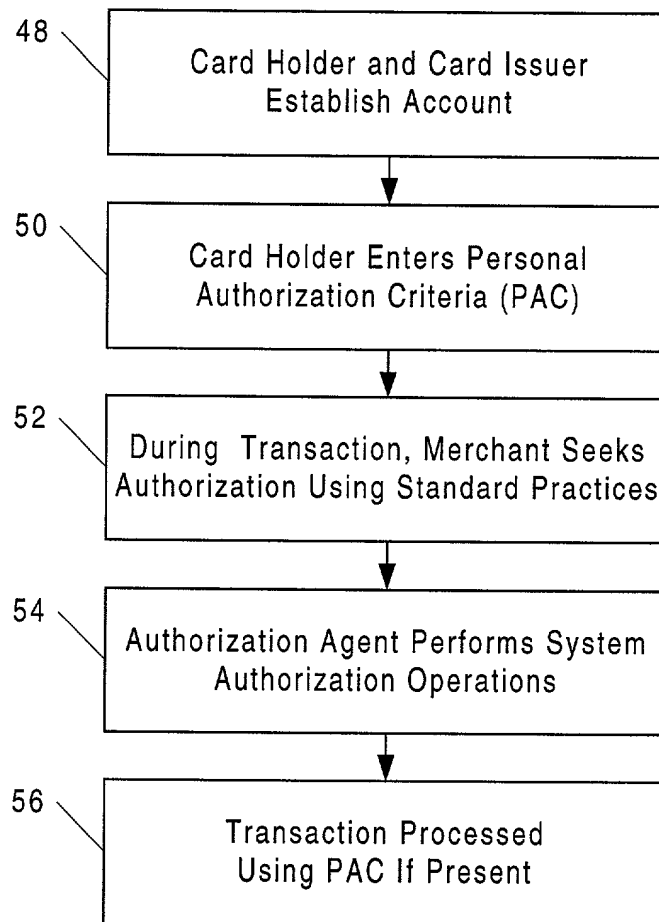 48
Card Holder and Card Issuer
Establish Account
50
Card Holder Enters Personal
Authorization Criteria (PAC)
52
During Transaction, Merchant Seeks
Authorization Using Standard Practices
54
Authorization Agent Performs System
Authorization Operations
56
Transaction Processed
Using PAC If Present